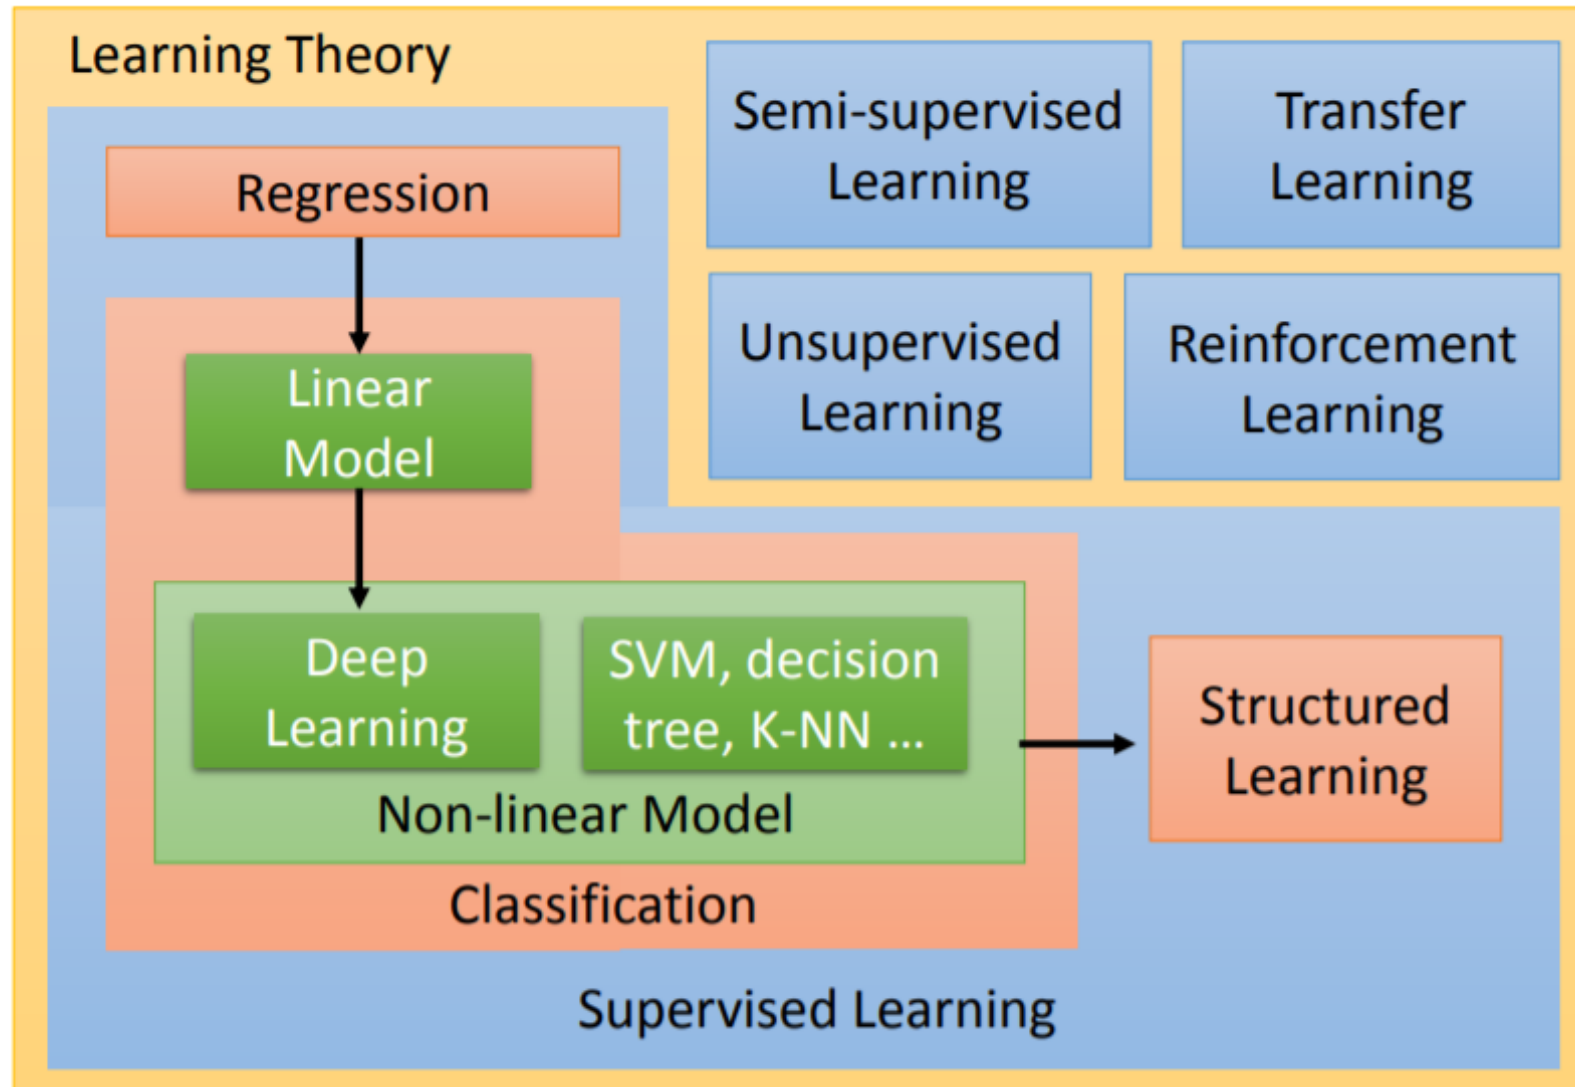 Learning Theory
Semi-supervised
Learning
Transfer
Learning
Regression
Unsupervised
Learning
Reinforcement
Learning
Linear
Model
Deep
Learning
SVM, decision
tree, K-NN ...
Non-linear Model
Classification
Structured
Learning
Supervised Learning